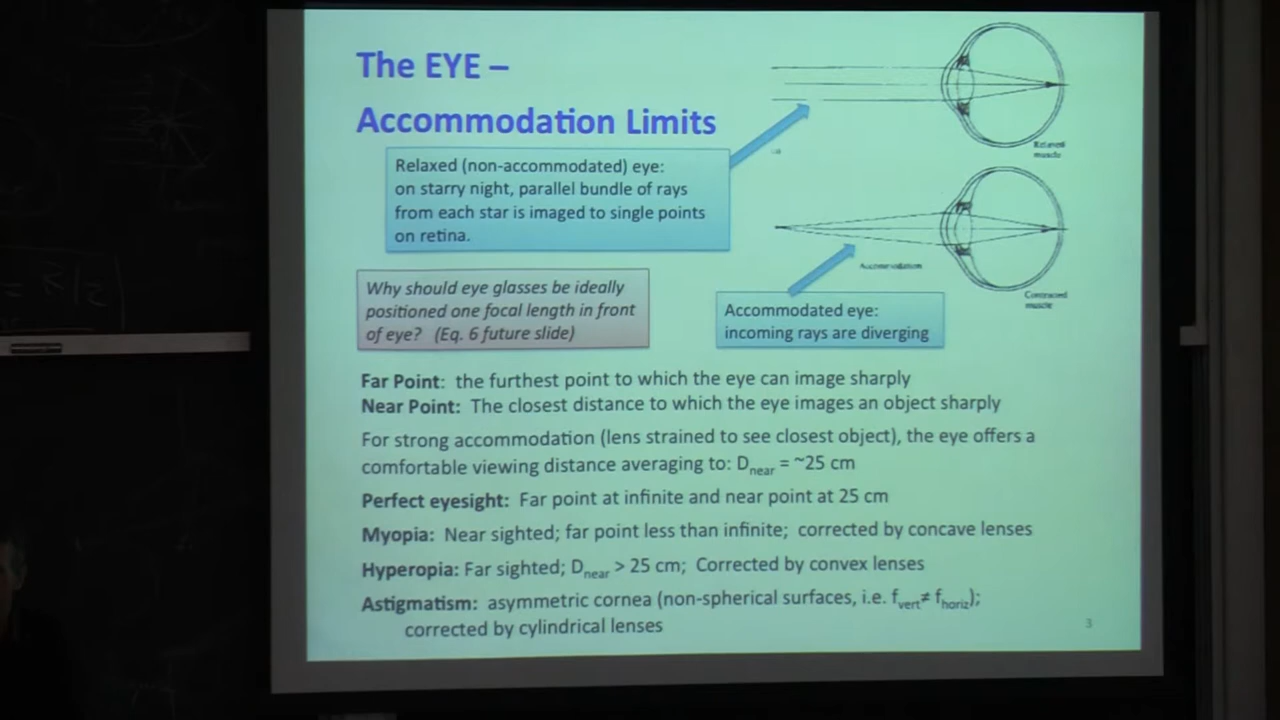 The EYE –
Accommodation Limits
Relaxed (non-accommodated) eye:
on starry night, parallel bundle of rays
from each star is imaged to single points
on retina.
Relaxed
muscle
Why should eye glasses be ideally
positioned one focal length in front
of eye? (Eq. 6 future slide)
Accommodation
Contracted
muscle
Accommodated eye:
incoming rays are diverging
Far Point: the furthest point to which the eye can image sharply
Near Point: The closest distance to which the eye images an object sharply
For strong accommodation (lens strained to see closest object), the eye offers a
comfortable viewing distance averaging to: Dnear = ~25 cm
Perfect eyesight: Far point at infinite and near point at 25 cm
Myopia: Near sighted; far point less than infinite; corrected by concave lenses
Hyperopia: Far sighted; Dnear > 25 cm; Corrected by convex lenses
Astigmatism: asymmetric cornea (non-spherical surfaces, i.e. fvert≠ fhoriz);
corrected by cylindrical lenses
3